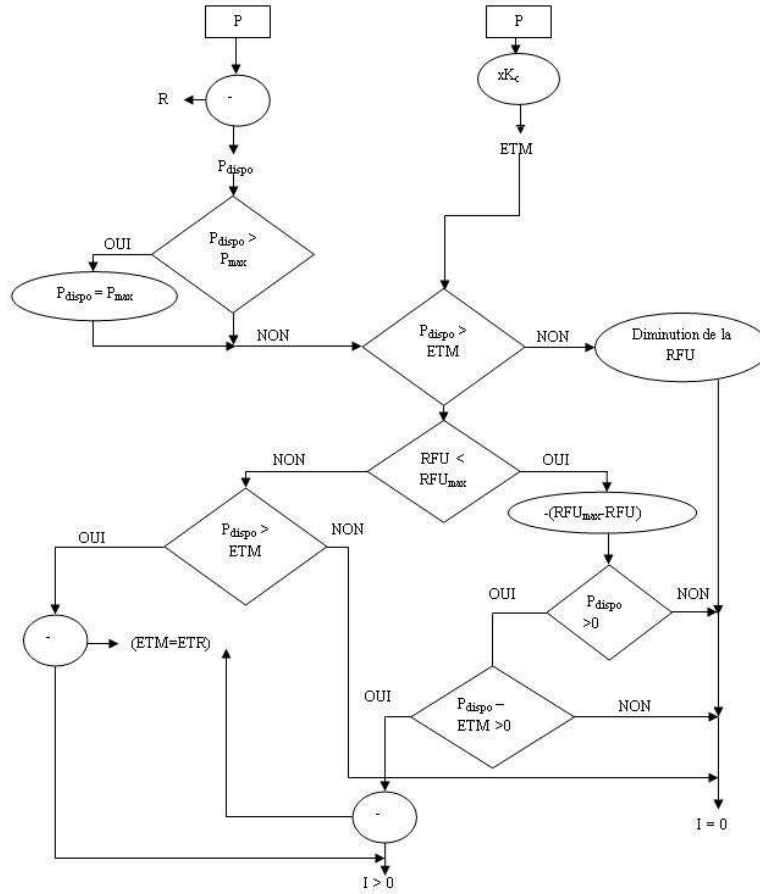 P
P
xKc
R
-
ETM
Pdispo
Pdispo >
Pmax
OUI
Pdispo = Pmax
NON
Pdispo >
ETM
NON
Diminution de la
RFU
RFU <
RFUmax
NON
OUI
-(RFUmax-RFU)
Pdispo >
ETM
NON
OUI
Pdispo
>0
OUI
NON
-
(ETM=ETR)
Pdispo –
ETM >0
OUI
NON
-
I = 0
I > 0